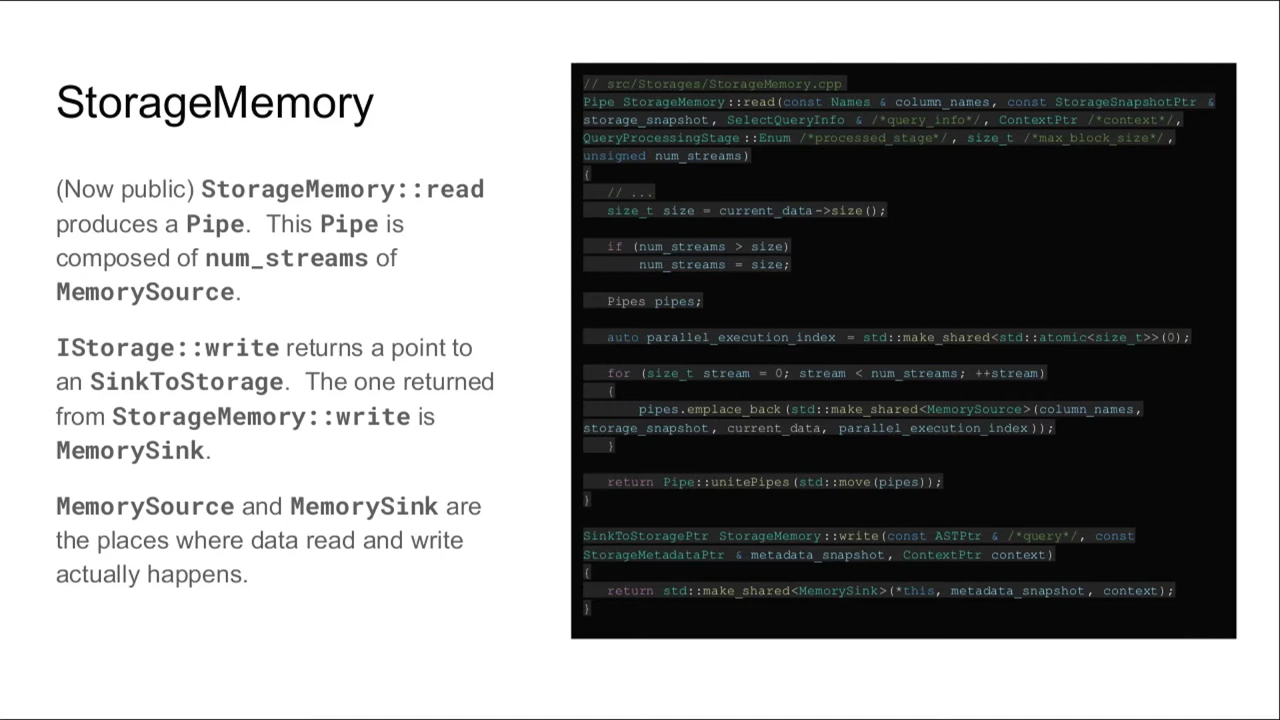 StorageMemory
(Now public) StorageMemory::read
produces a Pipe.  This Pipe is
composed of num_streams of
MemorySource.
IStorage::write returns a point to
an SinkToStorage.  The one returned
from StorageMemory::write is
MemorySink.
MemorySource and MemorySink are
the places where data read and write
actually happens.
// src/Storages/StorageMemory.cpp
Pipe StorageMemory::read(const Names & column_names, const StorageSnapshotPtr &
storage_snapshot, SelectQueryInfo & /*query_info*/, ContextPtr /*context*/,
QueryProcessingStage::Enum /*processed_stage*/, size_t /*max_block_size*/,
unsigned num_streams)
{
// ...
size_t size = current_data->size();
if (num_streams > size)
num_streams = size;
Pipes pipes;
auto parallel_execution_index = std::make_shared<std::atomic<size_t>>(0);
for (size_t stream = 0; stream < num_streams; ++stream)
{
pipes.emplace_back(std::make_shared<MemorySource>(column_names,
storage_snapshot, current_data, parallel_execution_index));
}
return Pipe::unitePipes(std::move(pipes));
}
SinkToStoragePtr StorageMemory::write(const ASTPtr & /*query*/, const
StorageMetadataPtr & metadata_snapshot, ContextPtr context)
{
return std::make_shared<MemorySink>(*this, metadata_snapshot, context);
}